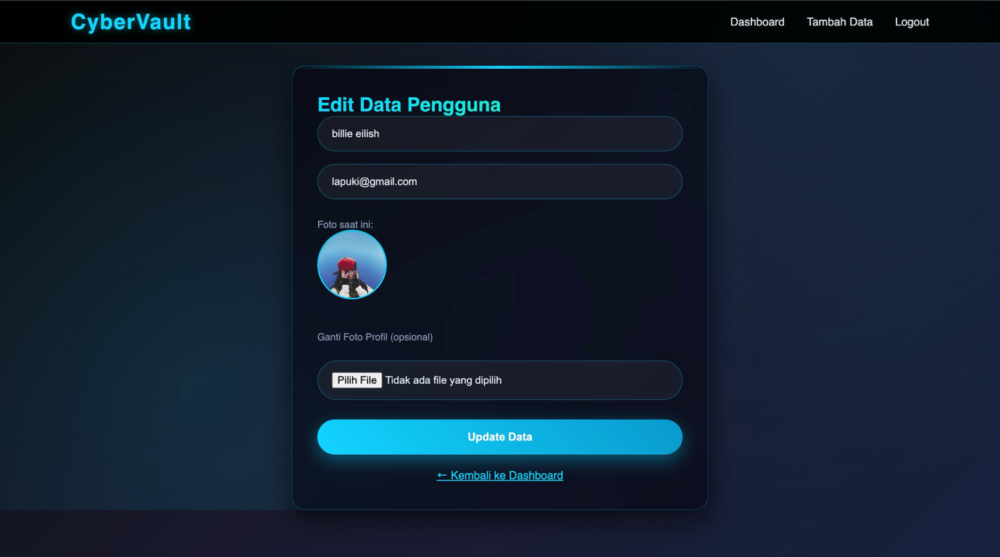 CyberVault
Dashboard
Tambah Data
Logout
Edit Data Pengguna
billie eilish
lapuki@gmail.com
Foto saat ini:
Ganti Foto Profil (opsional)
Pilih File Tidak ada file yang dipilih
Update Data
← Kembali ke Dashboard